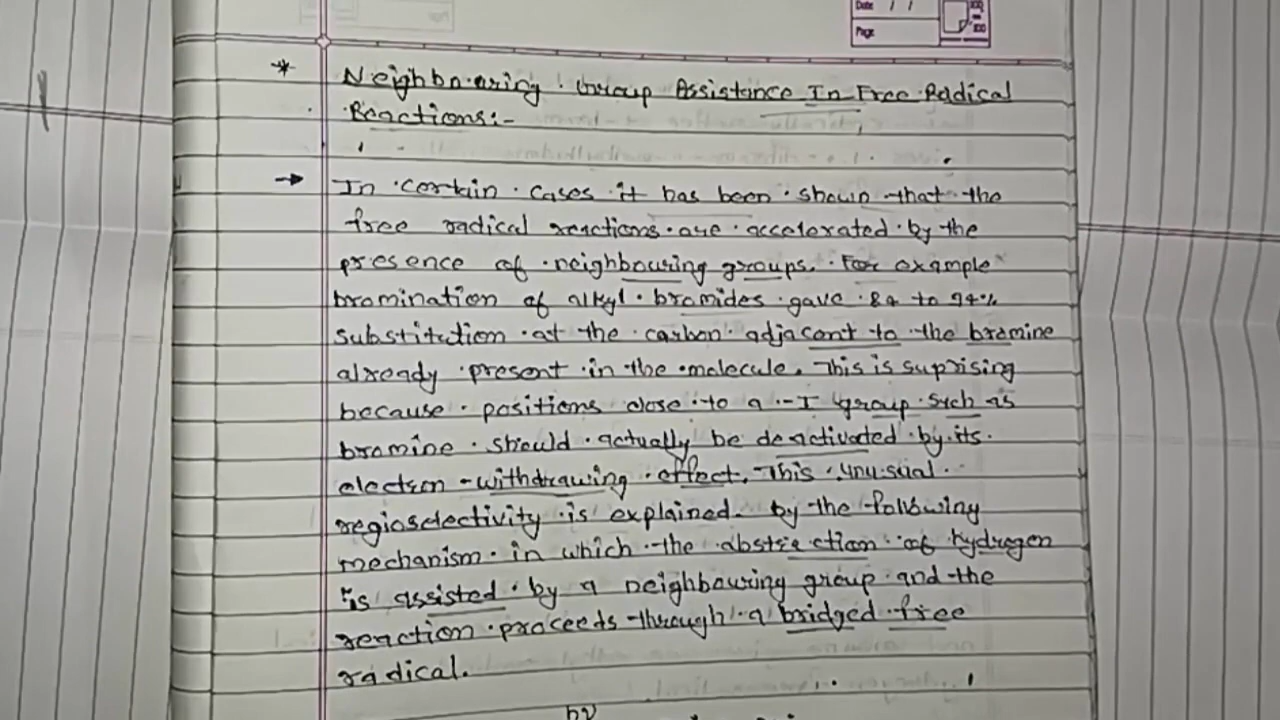 Date / /
Page
* Neighbouring Group Assistance In Free Radical
Reactions:-
→ In certain cases it has been shown that the
free radical reactions are accelerated by the
presence of neighbouring groups. For example
bromination of alkyl bromides gave 84 to 94%
substitution at the carbon adjacent to the bromine
already present in the molecule. This is suprising
because positions close to a -I group such as
bromine should actually be deactivated by its
electron-withdrawing effect. This unusual
regioselectivity is explained by the following
mechanism in which the abstraction of hydrogen
is assisted by a neighbouring group and the
reaction proceeds through a bridged free
radical.
hν